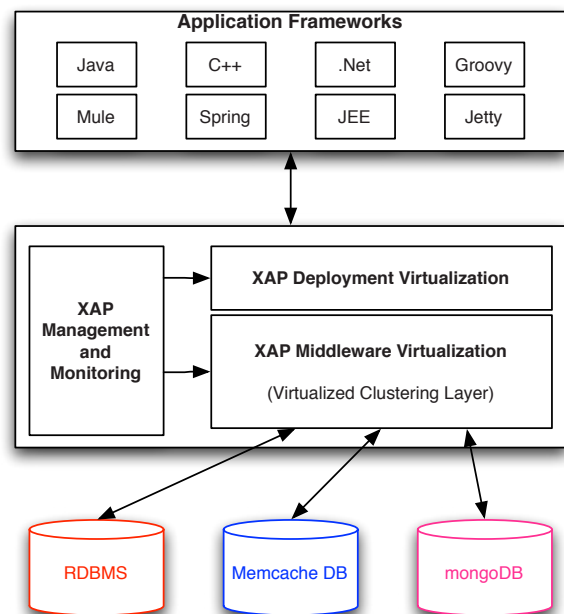 Application Frameworks
Java
C++
.Net
Groovy
Mule
Spring
JEE
Jetty
XAP
Management
and
Monitoring
XAP Deployment Virtualization
XAP Middleware Virtualization
(Virtualized Clustering Layer)
RDBMS
Memcache DB
mongoDB